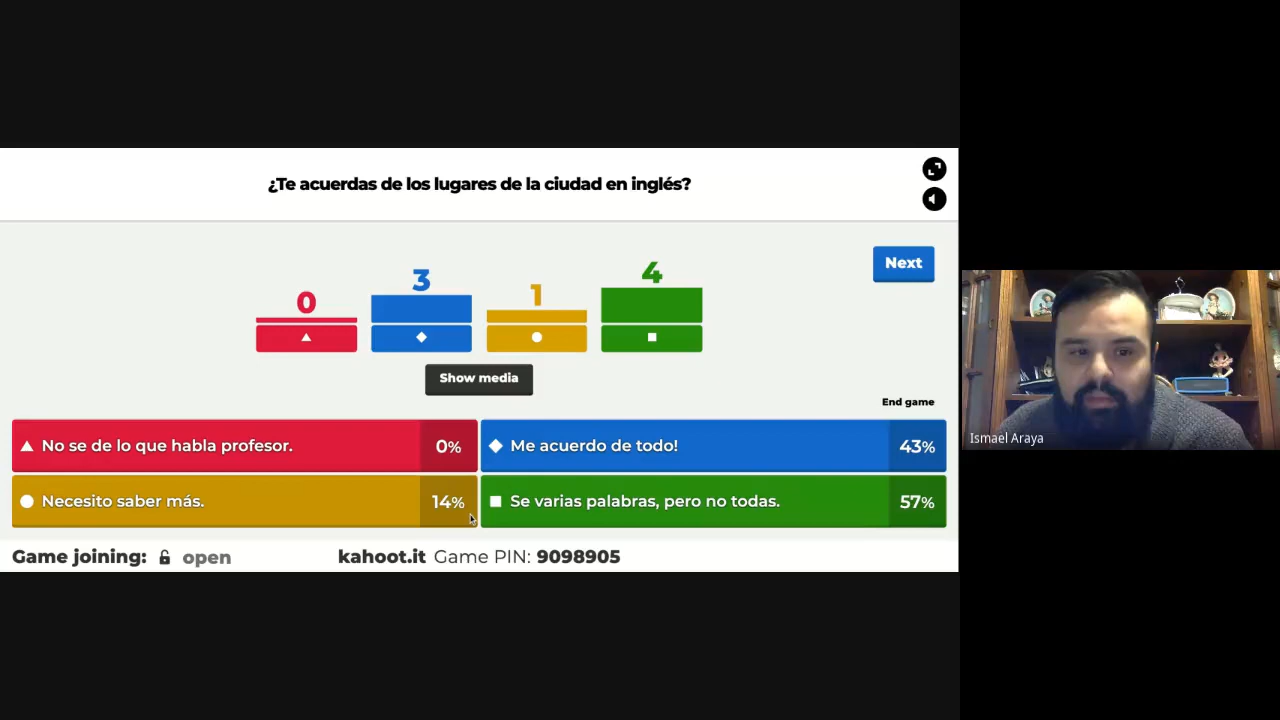 ¿Te acuerdas de los lugares de la ciudad en inglés?
Next
0
3
1
4
Show media
End game
No se de lo que habla profesor. 0%
Me acuerdo de todo! 43%
Necesito saber más. 14%
Se varias palabras, pero no todas. 57%
Game joining: open kahoot.it Game PIN: 9098905
Ismael Araya